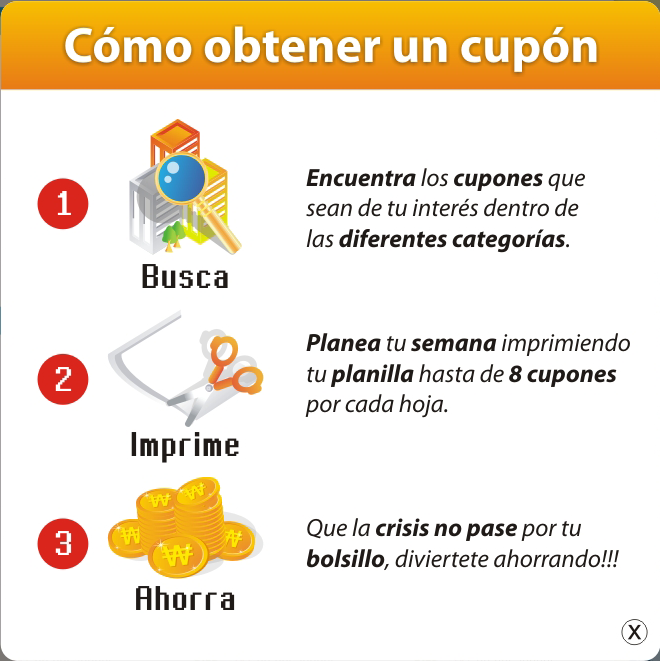 Cómo obtener un cupón
1
Busca
Encuentra los cupones que
sean de tu interés dentro de
las diferentes categorías.
2
Imprime
Planea tu semana imprimiendo
tu planilla hasta de 8 cupones
por cada hoja.
3
Ahorra
Que la crisis no pase por tu
bolsillo, diviertete ahorrando!!!
X